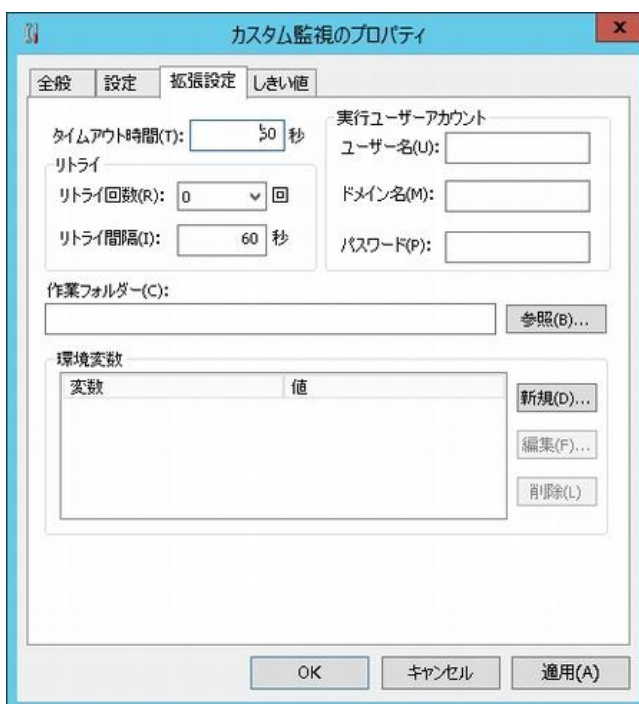 カスタム監視のプロパティ
x
全般 設定 拡張設定 しきい値
タイムアウト時間(T): 秒
リトライ
リトライ回数(R): 0 回
リトライ間隔(I): 60 秒
実行ユーザーアカウント
ユーザー名(U):
ドメイン名(M):
パスワード(P):
作業フォルダー(C):
参照(B)...
環境変数
変数 値
新規(D)...
編集(F)...
削除(L)
OK キャンセル 適用(A)